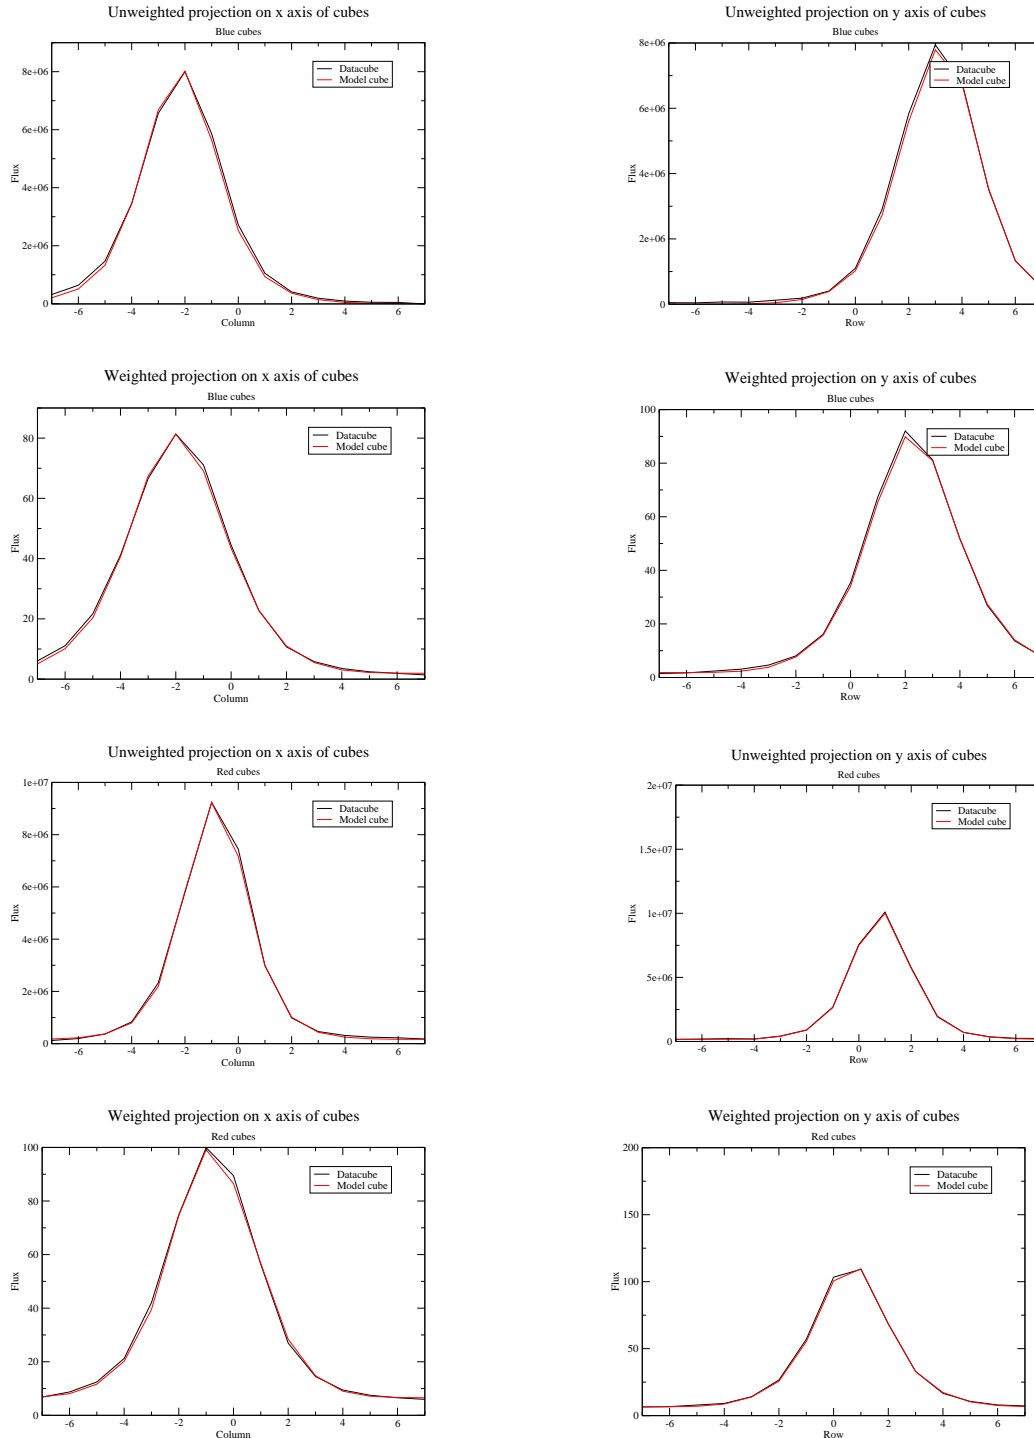 Unweighted projection on x axis of cubes
Blue cubes
8e+06
6e+06
4e+06
2e+06
0
Flux
-6 -4 -2 0 2 4 6
Column
Datacube
Model cube
Unweighted projection on y axis of cubes
Blue cubes
8e+06
6e+06
4e+06
2e+06
0
Flux
-6 -4 -2 0 2 4 6
Row
Datacube
Model cube
Weighted projection on x axis of cubes
Blue cubes
80
60
40
20
0
Flux
-6 -4 -2 0 2 4 6
Column
Datacube
Model cube
Weighted projection on y axis of cubes
Blue cubes
100
80
60
40
20
0
Flux
-6 -4 -2 0 2 4 6
Row
Datacube
Model cube
Unweighted projection on x axis of cubes
Red cubes
1e+07
8e+06
6e+06
4e+06
2e+06
0
Flux
-6 -4 -2 0 2 4 6
Column
Datacube
Model cube
Unweighted projection on y axis of cubes
Red cubes
2e+07
1.5e+07
1e+07
5e+06
0
Flux
-6 -4 -2 0 2 4 6
Row
Datacube
Model cube
Weighted projection on x axis of cubes
Red cubes
100
80
60
40
20
0
Flux
-6 -4 -2 0 2 4 6
Column
Datacube
Model cube
Weighted projection on y axis of cubes
Red cubes
200
150
100
50
0
Flux
-6 -4 -2 0 2 4 6
Row
Datacube
Model cube